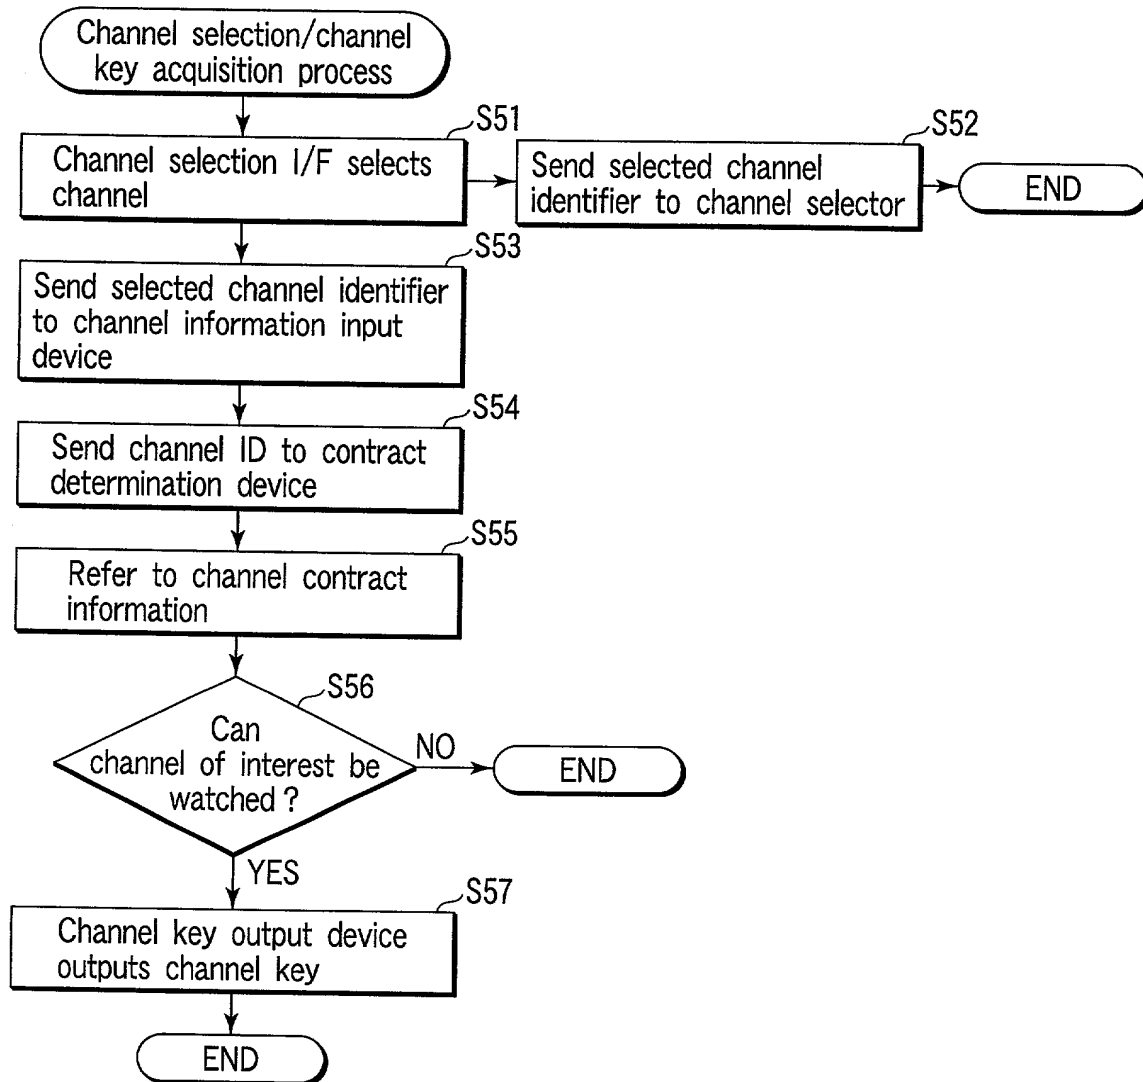 Channel selection/channel
key acquisition process
S51
Channel selection I/F selects
channel
S52
Send selected channel
identifier to channel selector
END
S53
Send selected channel identifier
to channel information input
device
S54
Send channel ID to contract
determination device
S55
Refer to channel contract
information
S56
Can
channel of interest be
watched ?
NO
END
YES
S57
Channel key output device
outputs channel key
END